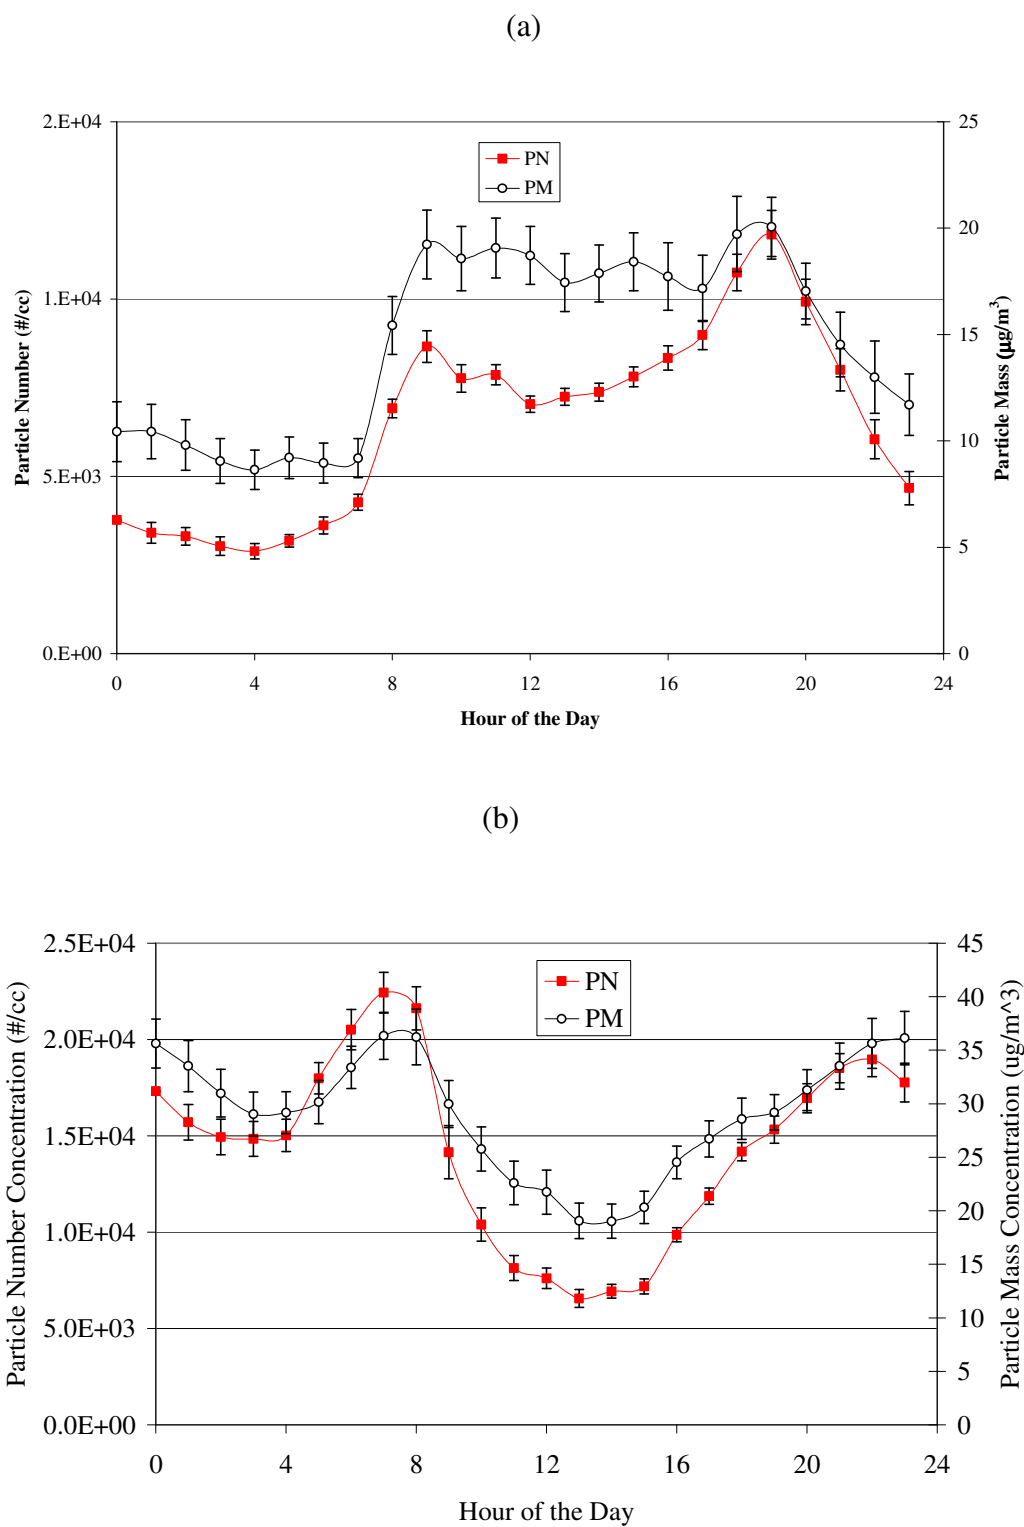 (a)
2.E+04
1.E+04
5.E+03
0.E+00
Particle Number (#/cc)
PN
PM
25
20
15
10
5
0
Particle Mass (μg/m³)
0 4 8 12 16 20 24
Hour of the Day
(b)
2.5E+04
2.0E+04
1.5E+04
1.0E+04
5.0E+03
0.0E+00
Particle Number Concentration (#/cc)
PN
PM
45
40
35
30
25
20
15
10
5
0
Particle Mass Concentration (ug/m^3)
0 4 8 12 16 20 24
Hour of the Day